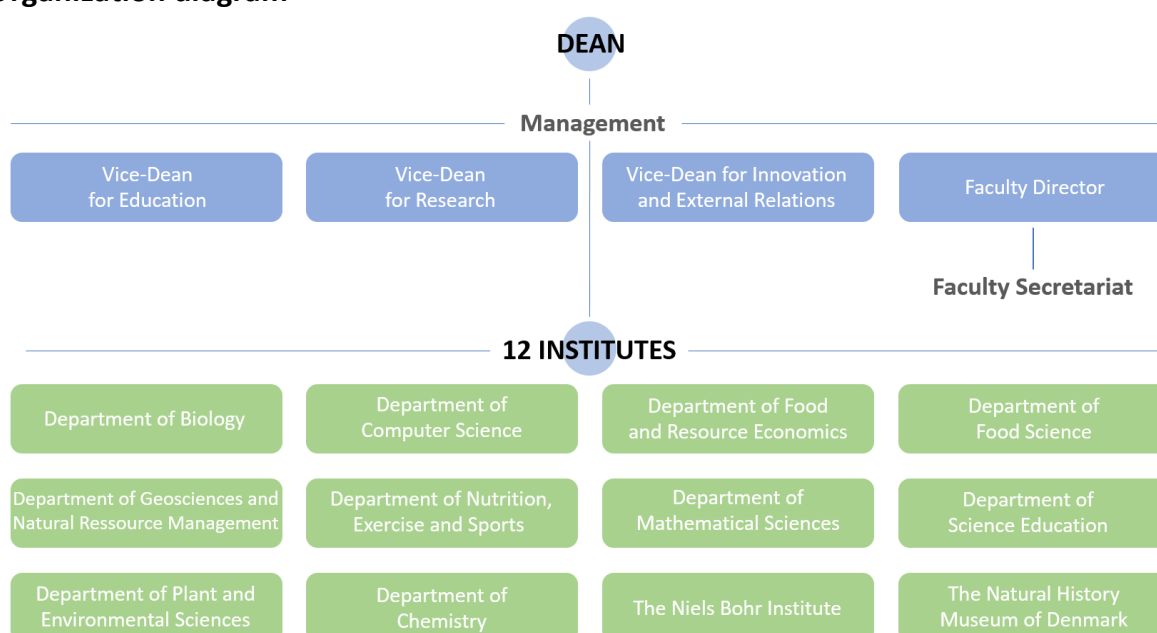 DEAN
Management
Vice-Dean
for Education
Vice-Dean
for Research
Vice-Dean for Innovation
and External Relations
Faculty Director
Faculty Secretariat
12 INSTITUTES
Department of Biology
Department of
Computer Science
Department of Food
and Resource Economics
Department of
Food Science
Department of Geosciences and
Natural Ressource Management
Department of Nutrition,
Exercise and Sports
Department of
Mathematical Sciences
Department of
Science Education
Department of Plant and
Environmental Sciences
Department of
Chemistry
The Niels Bohr Institute
The Natural History
Museum of Denmark